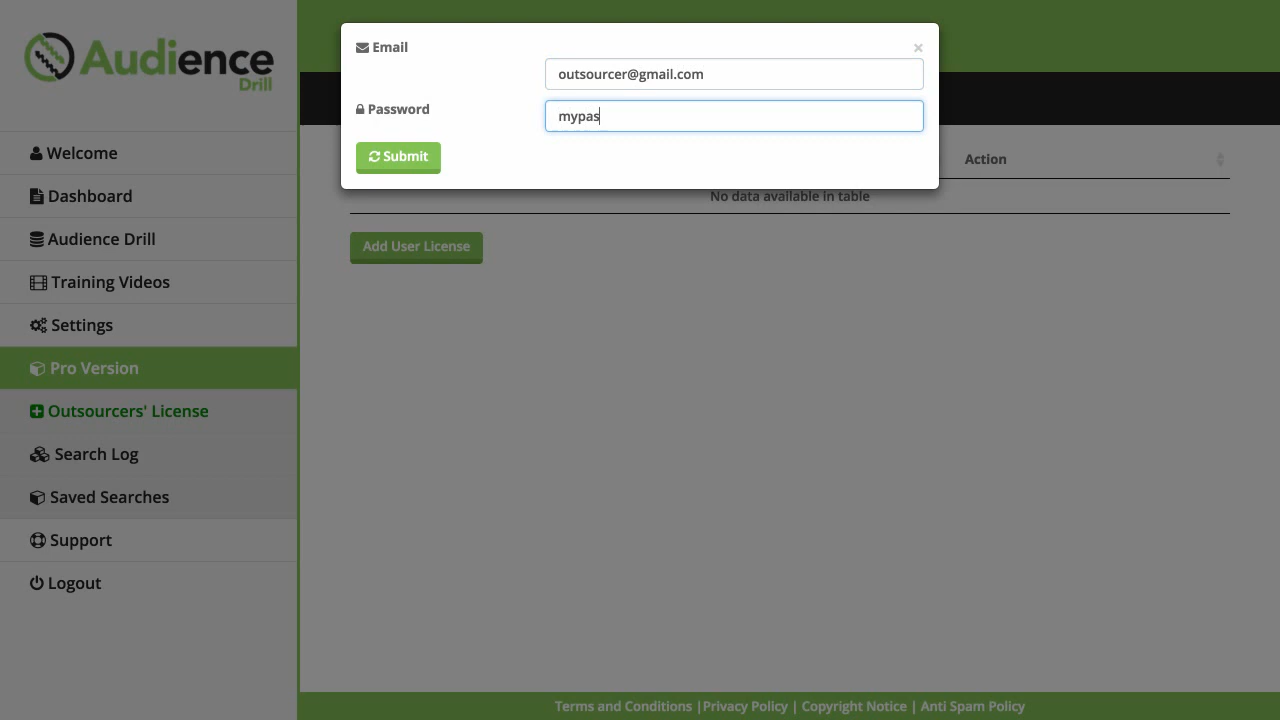 Audience
Drill
Welcome
Dashboard
Audience Drill
Training Videos
Settings
Pro Version
Outsourcers' License
Search Log
Saved Searches
Support
Logout
Email
×
outsourcer@gmail.com
Password
mypas
Submit
Action
No data available in table
Add User License
Terms and Conditions |Privacy Policy | Copyright Notice | Anti Spam Policy